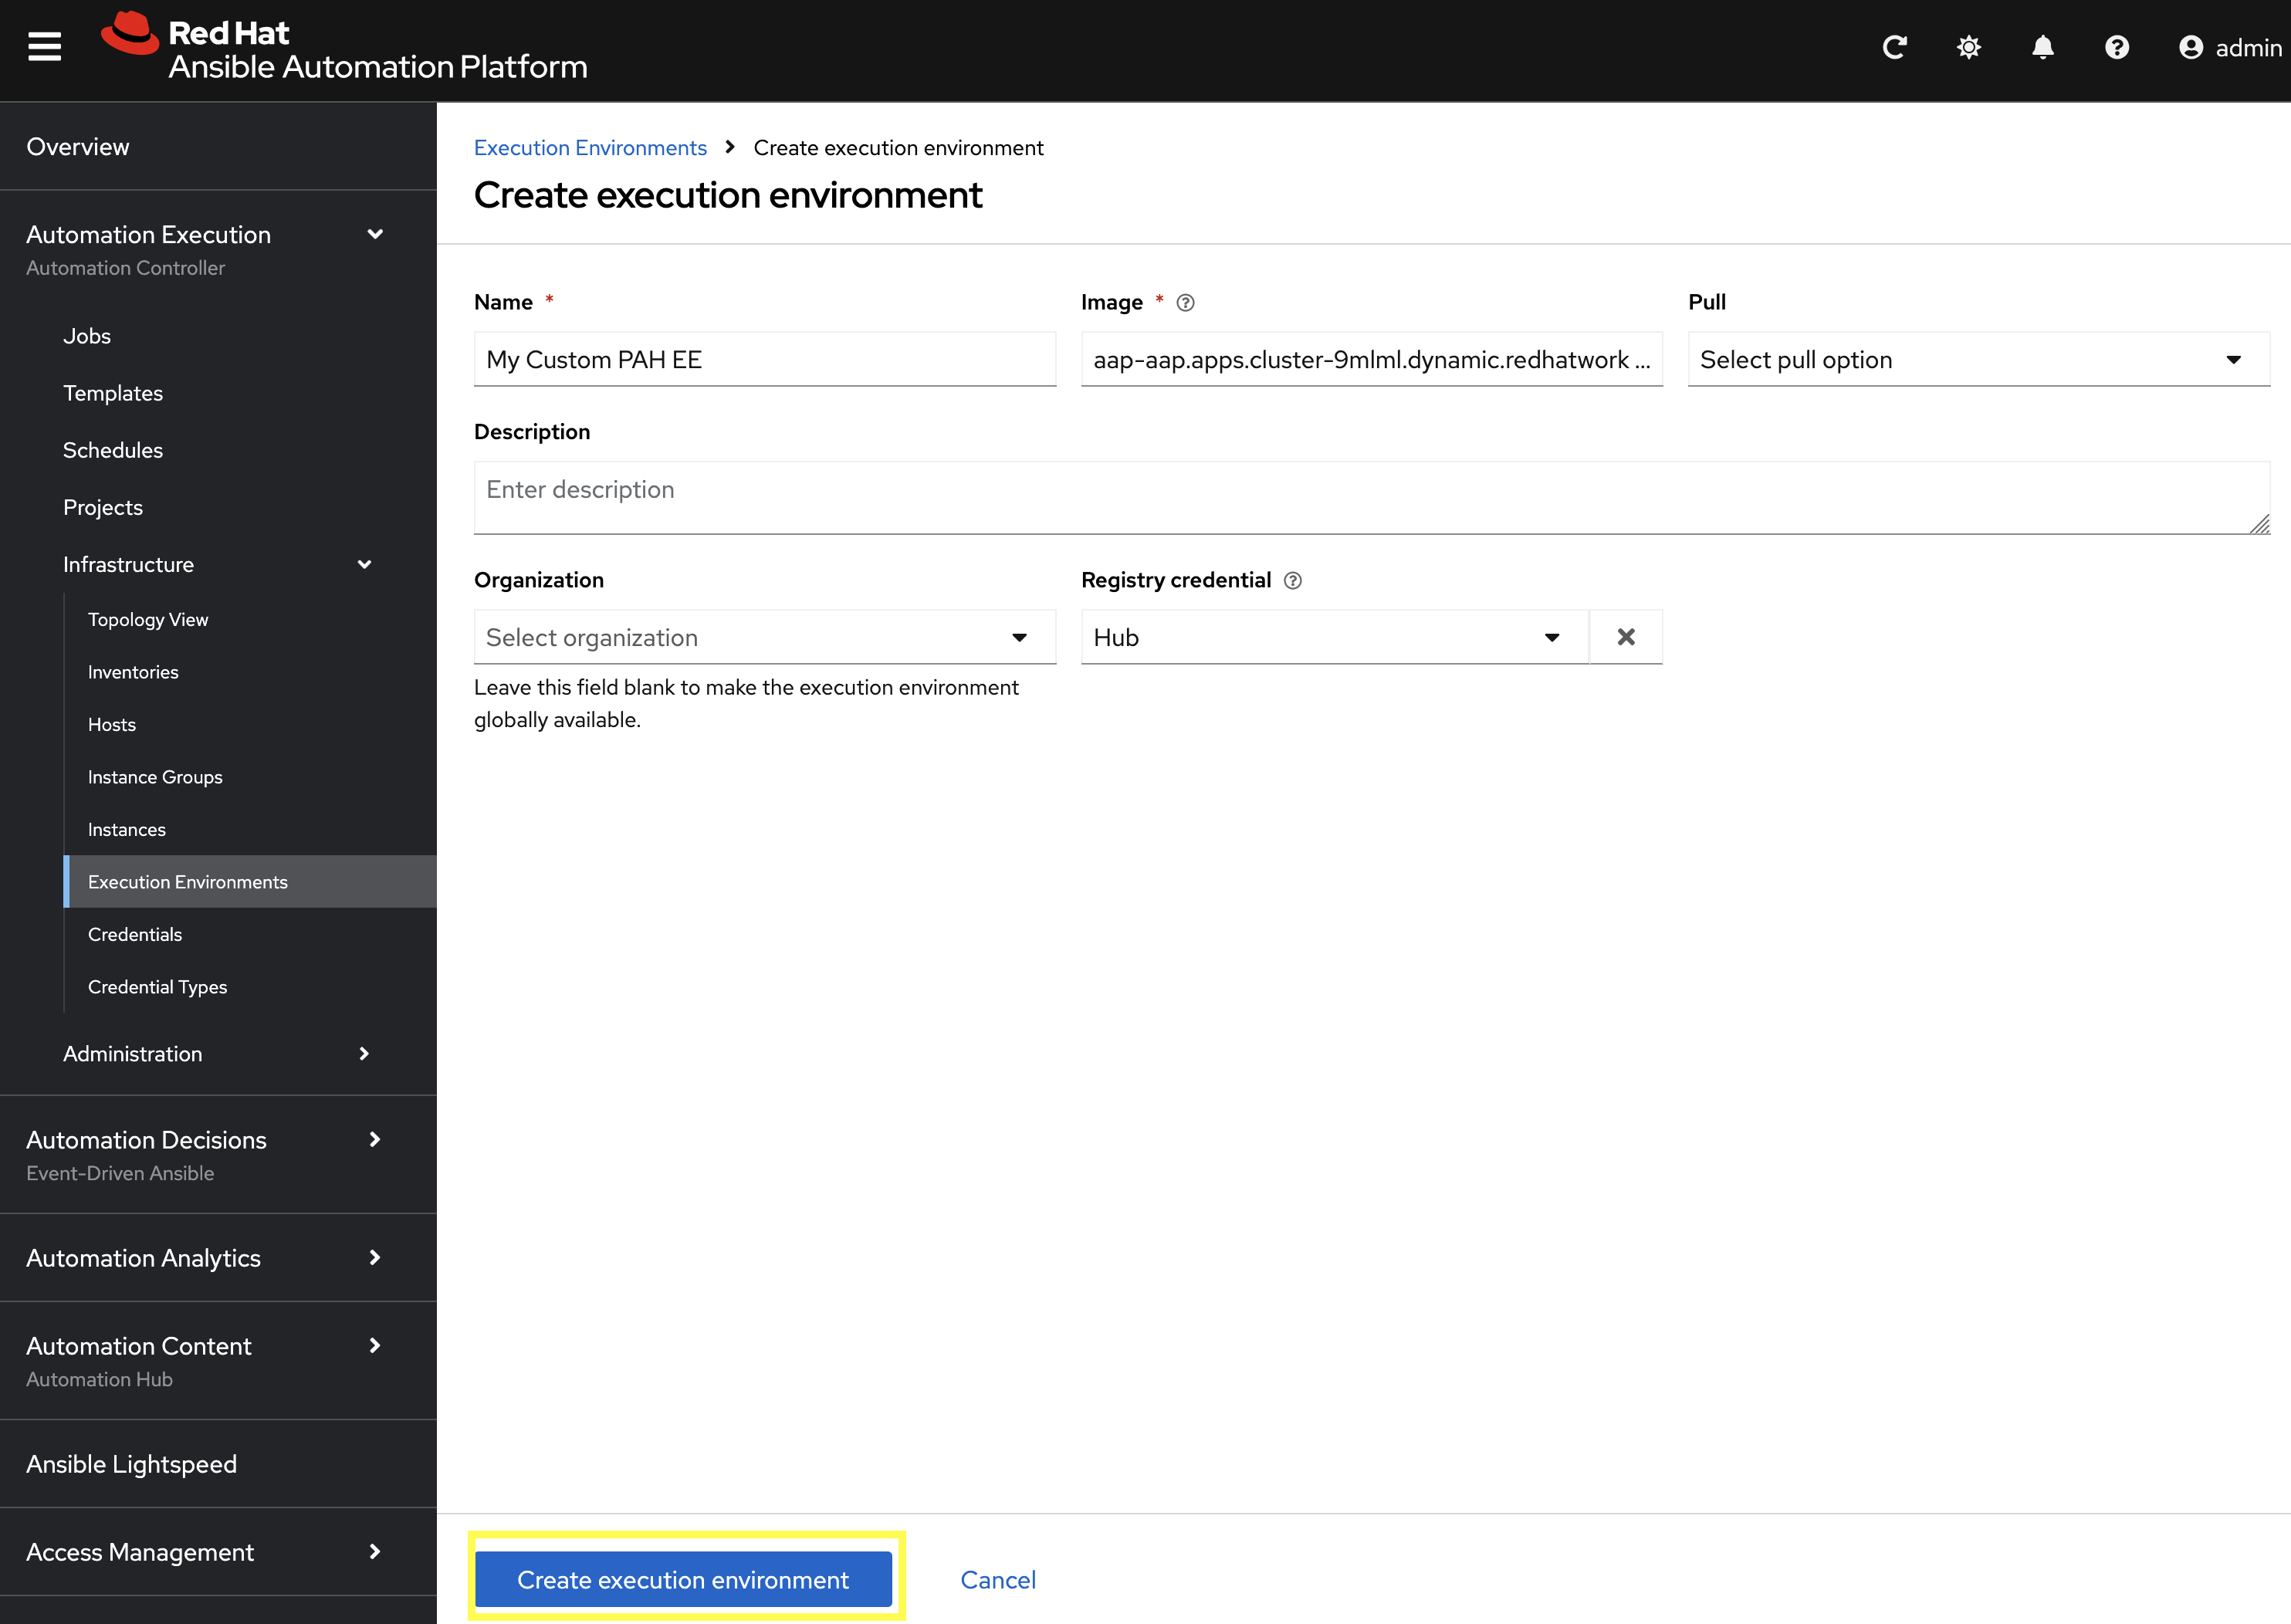 Red Hat
Ansible Automation Platform
admin
Overview
Automation Execution
Automation Controller
Jobs
Templates
Schedules
Projects
Infrastructure
Topology View
Inventories
Hosts
Instance Groups
Instances
Execution Environments
Credentials
Credential Types
Administration
Automation Decisions
Event-Driven Ansible
Automation Analytics
Automation Content
Automation Hub
Ansible Lightspeed
Access Management
Execution Environments > Create execution environment
Create execution environment
Name * Image * Pull
My Custom PAH EE aap-aap.apps.cluster-9mlml.dynamic.redhatwork ... Select pull option
Description
Enter description
Organization Registry credential
Select organization Hub
Leave this field blank to make the execution environment
globally available.
Create execution environment Cancel